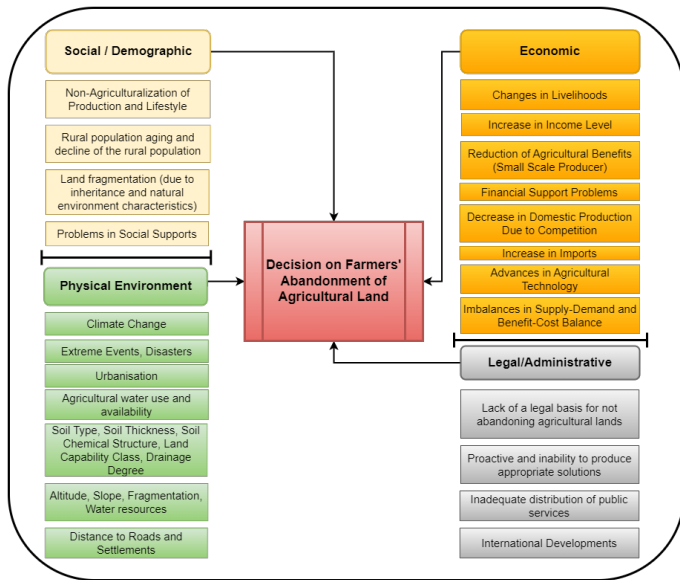 Social / Demographic
Non-Agriculturalization of
Production and Lifestyle
Rural population aging and
decline of the rural population
Land fragmentation (due to
inheritance and natural
environment characteristics)
Problems in Social Supports
Physical Environment
Climate Change
Extreme Events, Disasters
Urbanisation
Agricultural water use and
availability
Soil Type, Soil Thickness, Soil
Chemical Structure, Land
Capability Class, Drainage
Degree
Altitude, Slope, Fragmentation,
Water resources
Distance to Roads and
Settlements
Decision on Farmers'
Abandonment of
Agricultural Land
Economic
Changes in Livelihoods
Increase in Income Level
Reduction of Agricultural Benefits
(Small Scale Producer)
Financial Support Problems
Decrease in Domestic Production
Due to Competition
Increase in Imports
Advances in Agricultural
Technology
Imbalances in Supply-Demand and
Benefit-Cost Balance
Legal/Administrative
Lack of a legal basis for not
abandoning agricultural lands
Proactive and inability to produce
appropriate solutions
Inadequate distribution of public
services
International Developments